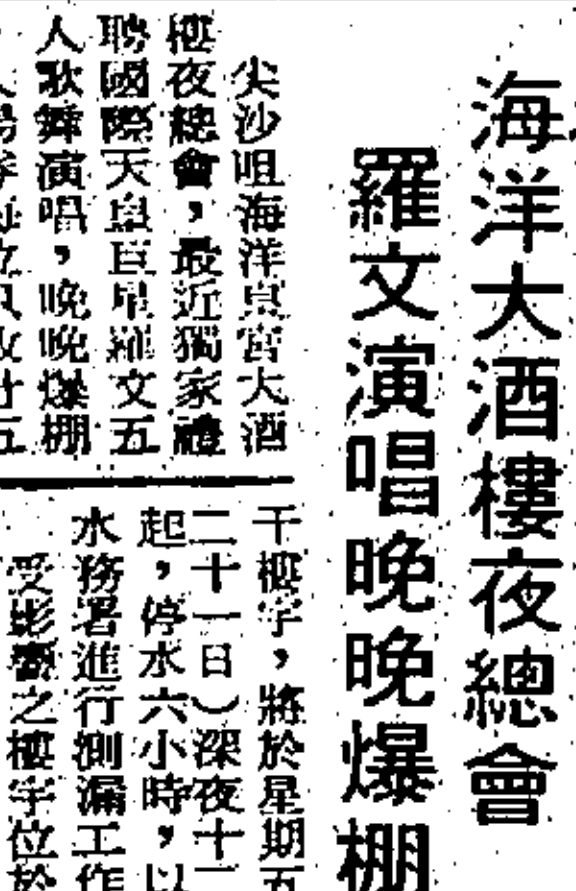 海洋大酒樓夜總會
羅文演唱晚晚爆棚
尖沙咀海洋皇宮大酒
樓夜總會，最近獨家禮
聘國際天皇巨星羅文五
人歌舞演唱，晚晚爆棚
干樓宇，將於星期五
二十一日）深夜十二
起，停水六小時，以
水務署進行測漏工作
受影響之樓宇位於